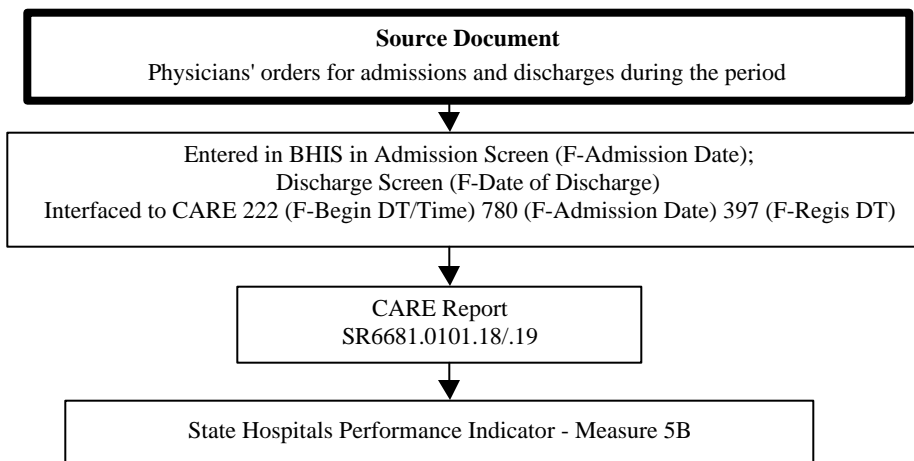 Source Document
Physicians' orders for admissions and discharges during the period
Entered in BHIS in Admission Screen (F-Admission Date);
Discharge Screen (F-Date of Discharge)
Interfaced to CARE 222 (F-Begin DT/Time) 780 (F-Admission Date) 397 (F-Regis DT)
CARE Report
SR6681.0101.18/.19
State Hospitals Performance Indicator - Measure 5B